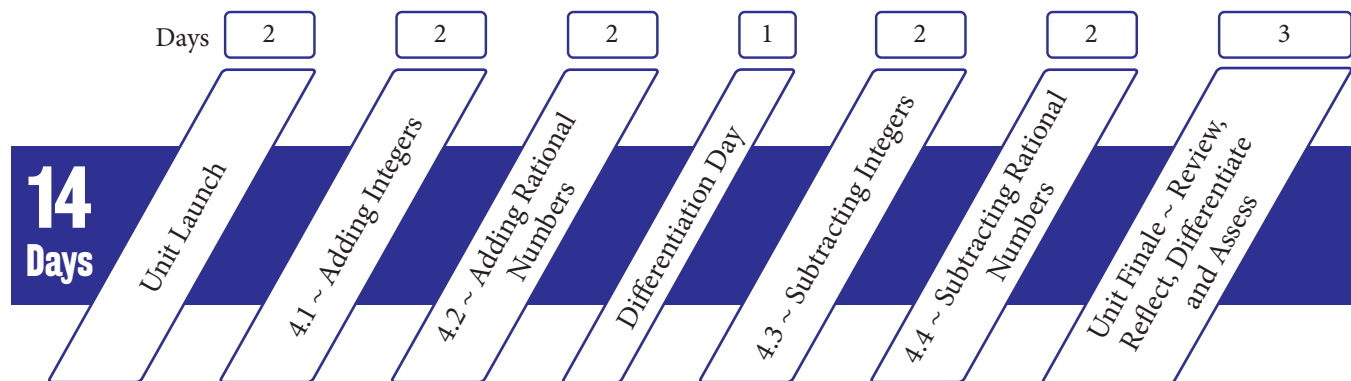 Days 2 2 2 1 2 2 3
14
Days
Unit Launch
4.1 ~ Adding Integers
4.2 ~ Adding Rational
Numbers
Differentiation Day
4.3 ~ Subtracting Integers
4.4 ~ Subtracting Rational
Numbers
Unit Finale ~ Review,
Reflect, Differentiate
and Assess